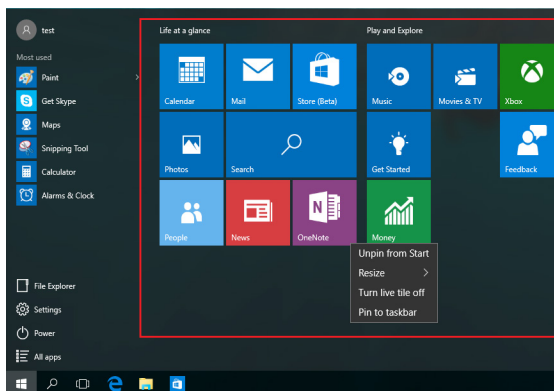 test
Most used
Paint
Get Skype
Maps
Snipping Tool
Calculator
Alarms & Clock
File Explorer
Settings
Power
All apps
Life at a glance
Calendar
Mail
Store (Beta)
Photos
Search
People
News
N
OneNote
Play and Explore
Music
Movies & TV
Xbox
Get Started
Feedback
Money
Unpin from Start
Resize
Turn live tile off
Pin to taskbar